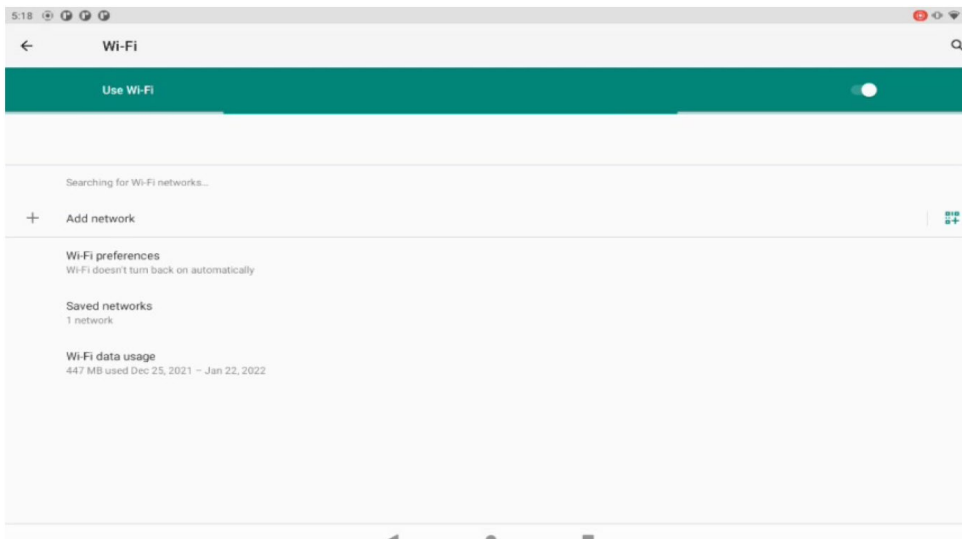 5:18
Wi-Fi
Use Wi-Fi
Searching for Wi-Fi networks…
Add network
Wi-Fi preferences
Wi-Fi doesn't turn back on automatically
Saved networks
1 network
Wi-Fi data usage
447 MB used Dec 25, 2021 – Jan 22, 2022